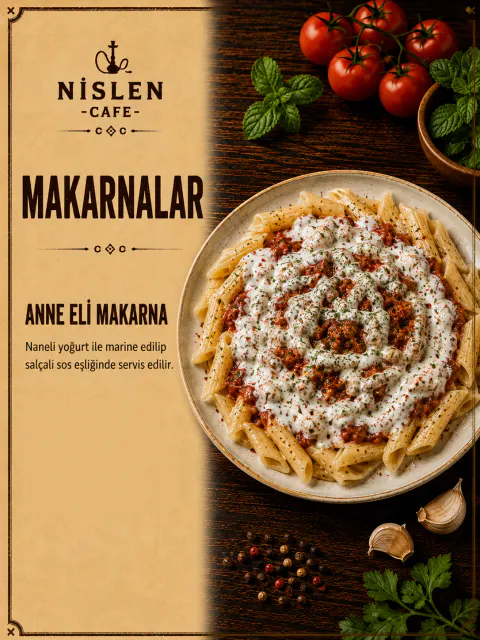 NİSLEN
-CAFE-
MAKARNALAR
ANNE ELİ MAKARNA
Naneli yoğurt ile marine edilip
salçali sos eşliğinde servis edilir.